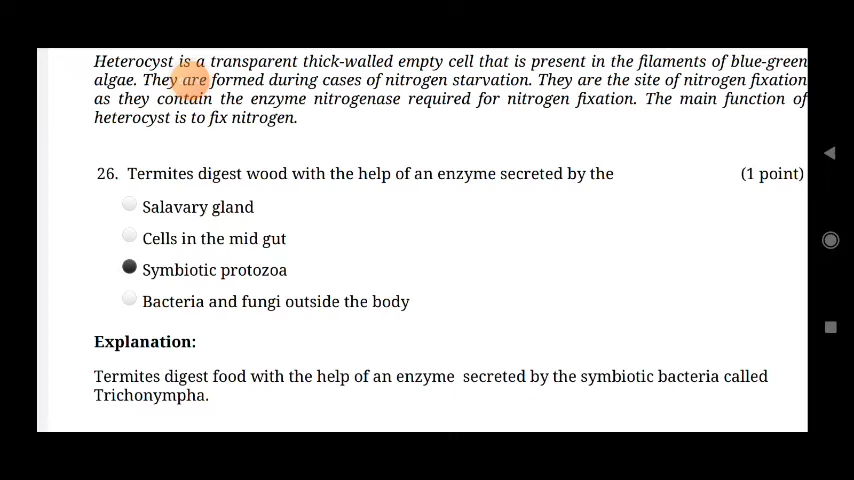 Heterocyst is a transparent thick-walled empty cell that is present in the filaments of blue-green
algae. They are formed during cases of nitrogen starvation. They are the site of nitrogen fixation
as they contain the enzyme nitrogenase required for nitrogen fixation. The main function of
heterocyst is to fix nitrogen.
26. Termites digest wood with the help of an enzyme secreted by the (1 point)
Salavary gland
Cells in the mid gut
Symbiotic protozoa
Bacteria and fungi outside the body
Explanation:
Termites digest food with the help of an enzyme secreted by the symbiotic bacteria called
Trichonympha.